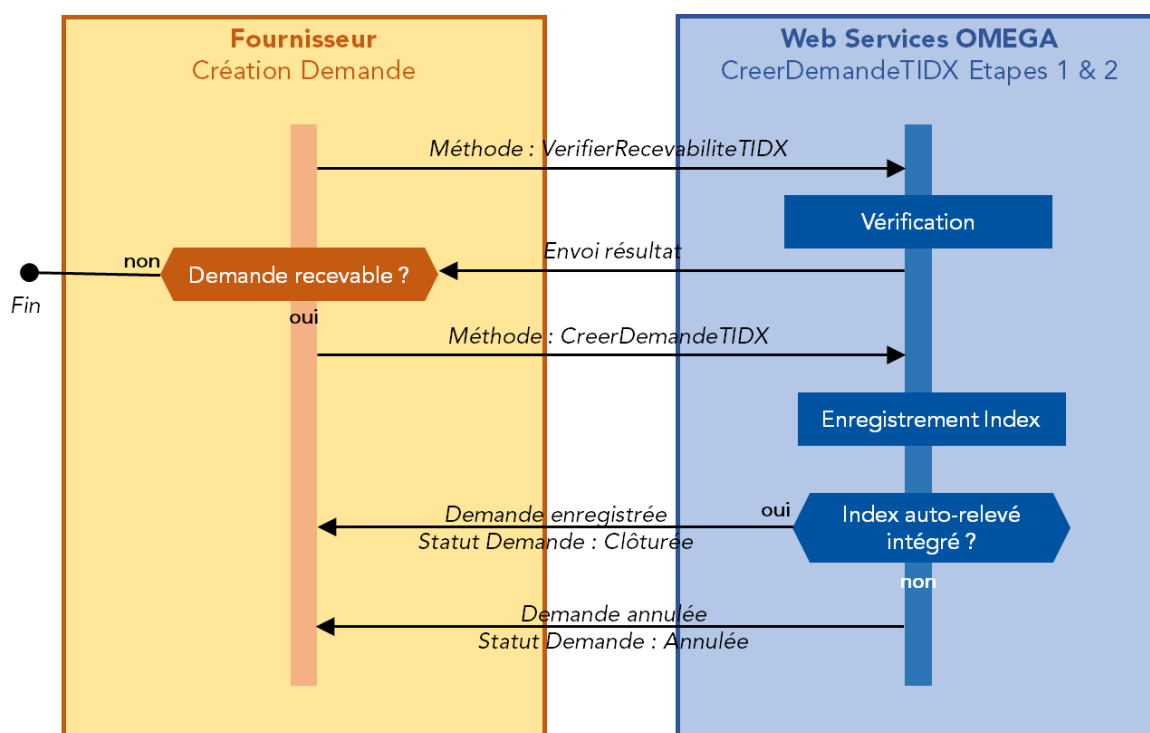 Fournisseur
Création Demande
Web Services OMEGA
CreerDemandeTIDX Etapes 1 & 2
Méthode : VerifierRecevabiliteTIDX
Vérification
Envoi résultat
non
Demande recevable ?
Fin
oui
Méthode : CreerDemandeTIDX
Enregistrement Index
Demande enregistrée
Statut Demande : Clôturée
oui
Index auto-relevé
intégré ?
non
Demande annulée
Statut Demande : Annulée